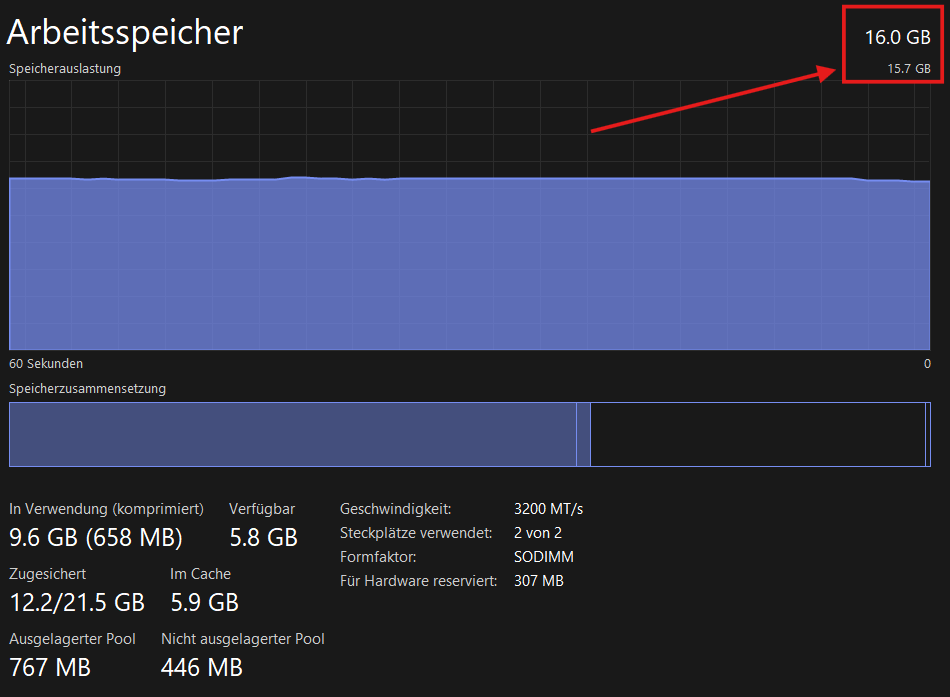 Arbeitsspeicher
16.0 GB
Speicherauslastung
15.7 GB
60 Sekunden
0
Speicherzusammensetzung
In Verwendung (komprimiert)
9.6 GB (658 MB)
Verfügbar
5.8 GB
Zugesichert
12.2/21.5 GB
Im Cache
5.9 GB
Ausgelagerter Pool
767 MB
Nicht ausgelagerter Pool
446 MB
Geschwindigkeit: 3200 MT/s
Steckplätze verwendet: 2 von 2
Formfaktor: SODIMM
Für Hardware reserviert: 307 MB